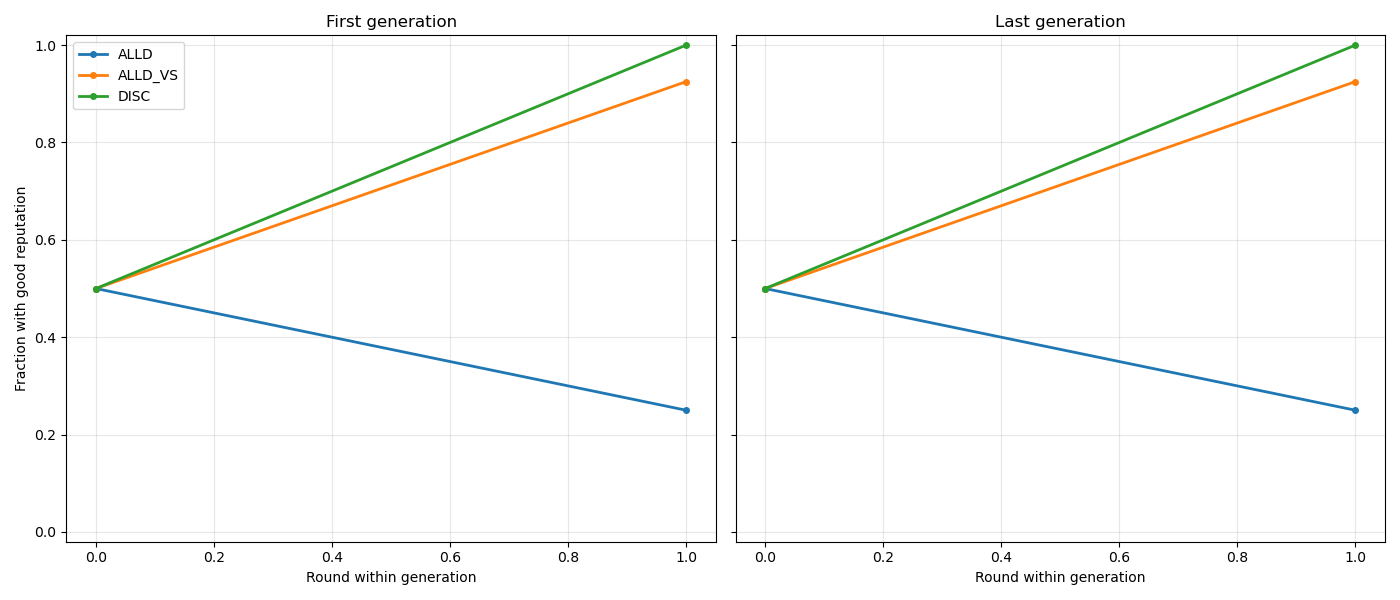 First generation
Last generation
ALLD
ALLD_VS
DISC
Fraction with good reputation
1.0
0.8
0.6
0.4
0.2
0.0
0.0 0.2 0.4 0.6 0.8 1.0
Round within generation
0.0 0.2 0.4 0.6 0.8 1.0
Round within generation